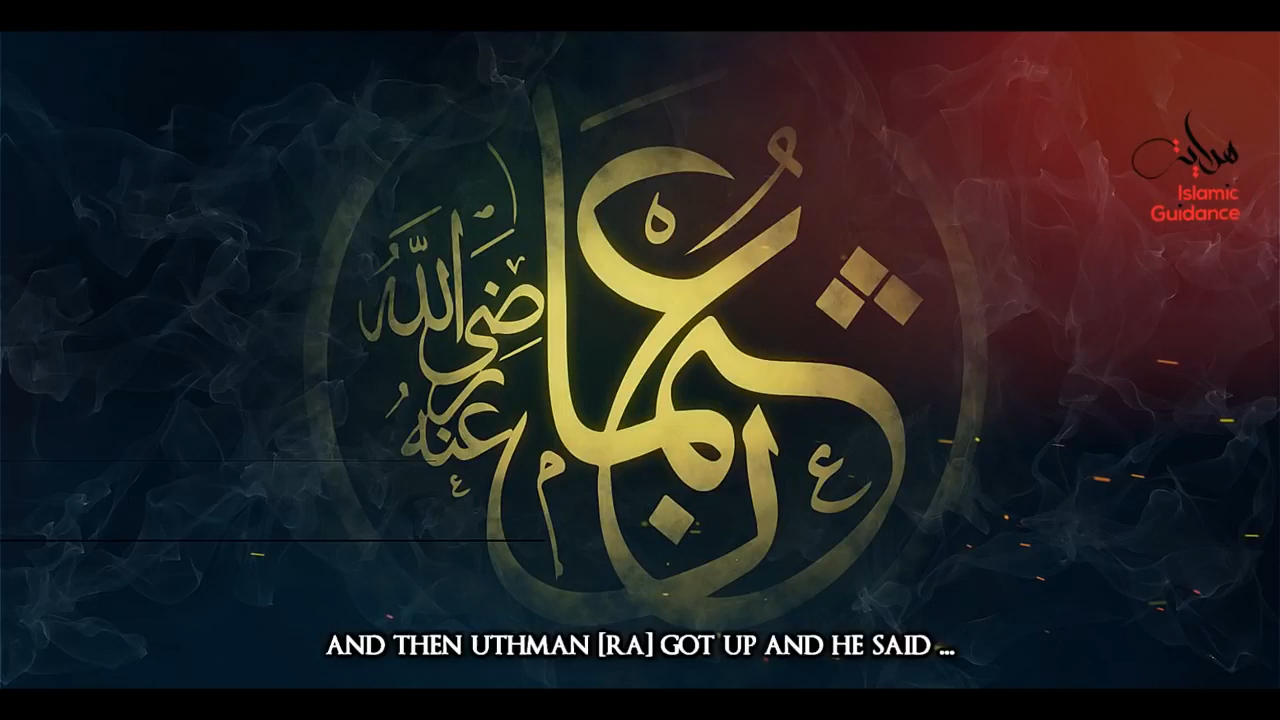 عثمان
رضي الله
عنه
هداية
Islamic
Guidance
AND THEN UTHMAN [RA] GOT UP AND HE SAID ...